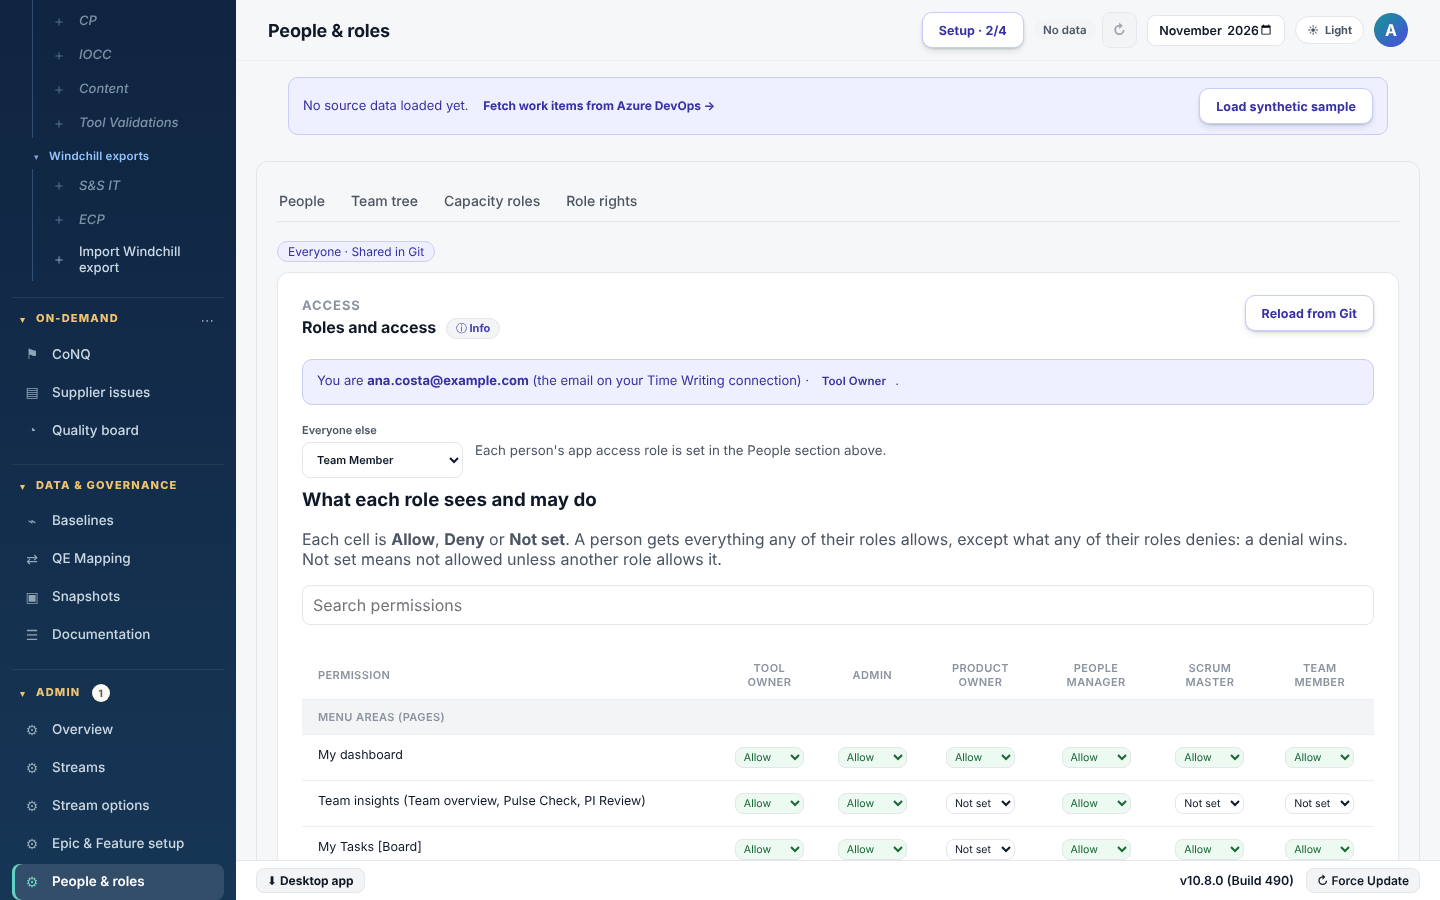 CP
IOCC
Content
Tool Validations
Windchill exports
S&S IT
ECP
Import Windchill
export
ON-DEMAND
CoNQ
Supplier issues
Quality board
DATA & GOVERNANCE
Baselines
QE Mapping
Snapshots
Documentation
ADMIN 1
Overview
Streams
Stream options
Epic & Feature setup
People & roles
People & roles
Setup · 2/4
No data
November 2026
Light
A
No source data loaded yet. Fetch work items from Azure DevOps →
Load synthetic sample
People Team tree Capacity roles Role rights
Everyone · Shared in Git
ACCESS
Roles and access ⓘ Info
Reload from Git
You are ana.costa@example.com (the email on your Time Writing connection) · Tool Owner .
Everyone else
Team Member
Each person's app access role is set in the People section above.
What each role sees and may do
Each cell is Allow, Deny or Not set. A person gets everything any of their roles allows, except what any of their roles denies: a denial wins.
Not set means not allowed unless another role allows it.
Search permissions
PERMISSION TOOL OWNER ADMIN PRODUCT OWNER PEOPLE MANAGER SCRUM MASTER TEAM MEMBER
MENU AREAS (PAGES)
My dashboard Allow Allow Allow Allow Allow Allow
Team insights (Team overview, Pulse Check, PI Review) Allow Allow Not set Allow Not set Not set
My Tasks [Board] Allow Allow Not set Allow Allow Allow
⬇ Desktop app
v10.8.0 (Build 490)
↻ Force Update